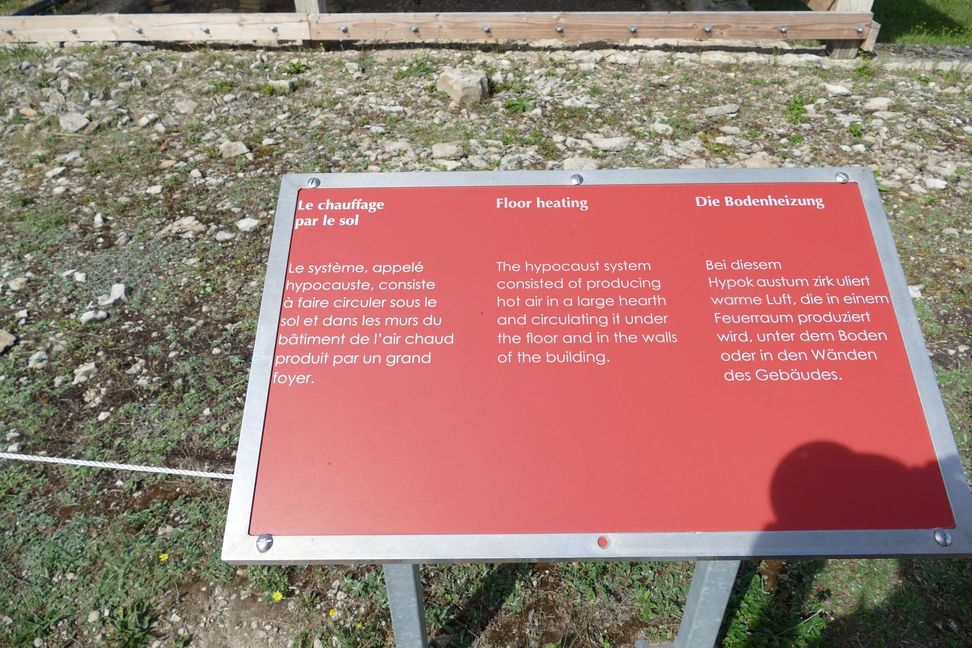 Le chauffage
par le sol
Le système, appelé
hypocauste, consiste
à faire circuler sous le
sol et dans les murs du
bâtiment de l'air chaud
produit par un grand
foyer.
Floor heating
The hypocaust system
consisted of producing
hot air in a large hearth
and circulating it under
the floor and in the walls
of the building.
Die Bodenheizung
Bei diesem
Hypok austum zirk uliert
warme Luft, die in einem
Feuerraum produziert
wird, unter dem Boden
oder in den Wänden
des Gebäudes.